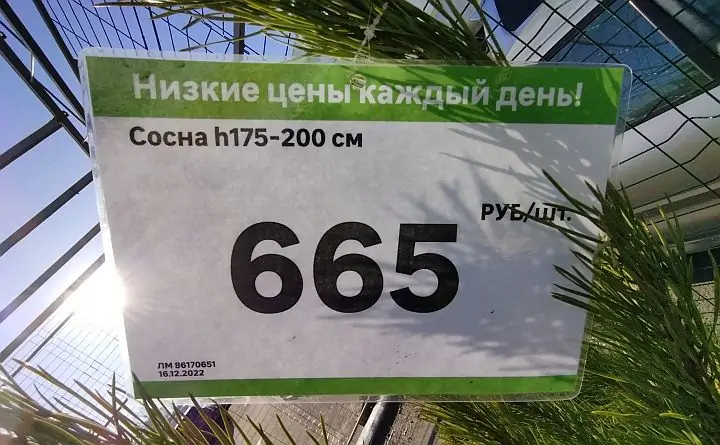 Низкие цены каждый день!
Сосна h175-200 см
РУБ/шт.
665
ЛМ 86170651
16.12.2022